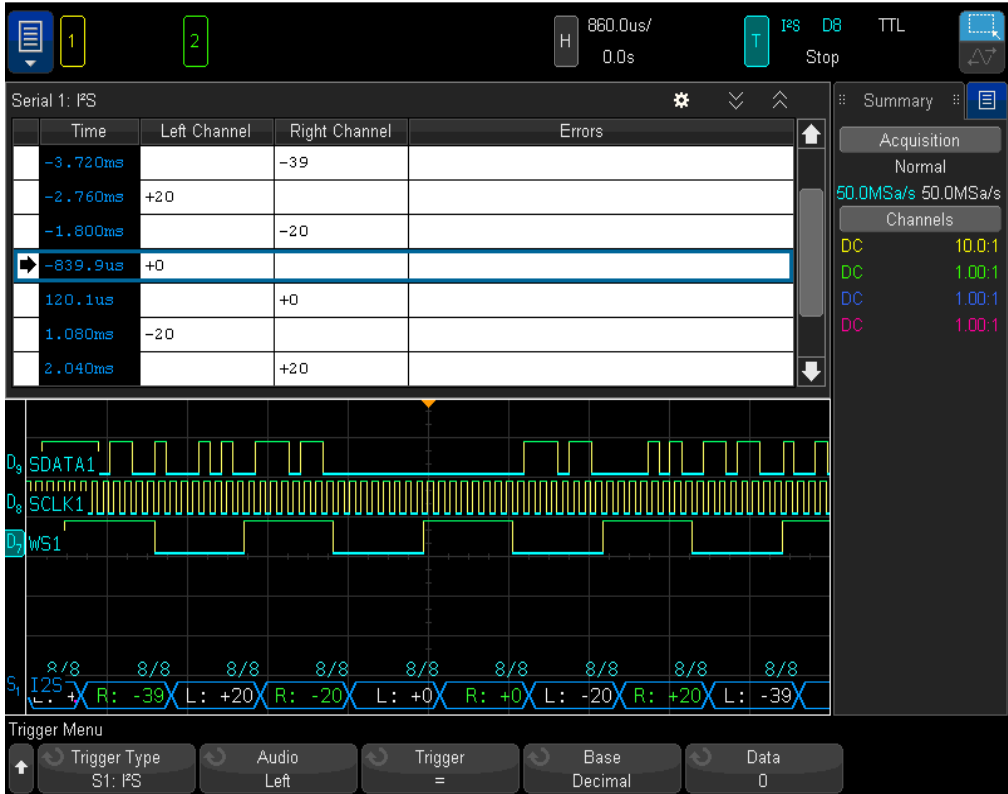 1 2 H 860.0us/ 0.0s T I²S D8 TTL Stop
Serial 1: I²S
Summary
Time Left Channel Right Channel Errors
-3.720ms -39
-2.760ms +20
-1.800ms -20
-839.9us +0
120.1us +0
1.080ms -20
2.040ms +20
Acquisition
Normal
50.0MSa/s 50.0MSa/s
Channels
DC 10.0:1
DC 1.00:1
DC 1.00:1
DC 1.00:1
D9 SDATA1
D8 SCLK1
D7 WS1
8/8 8/8 8/8 8/8 8/8 8/8 8/8 8/8 8/8
S1 I2S L: + R: -39 L: +20 R: -20 L: +0 R: +0 L: -20 R: +20 L: -39
Trigger Menu
Trigger Type Audio Trigger Base Data
S1: I²S Left = Decimal 0